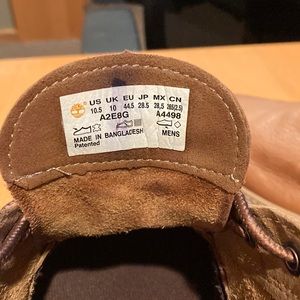 US UK EU JP MX CN
10.5 10 44.5 28.5 28.5 285(2.5)
A2E8G A4498
MADE IN BANGLADESH MENS
Patented